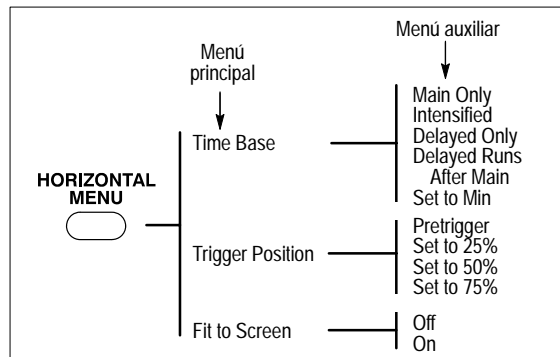 Menú
principal
Menú auxiliar
HORIZONTAL
MENU
Time Base
Main Only
Intensified
Delayed Only
Delayed Runs
After Main
Set to Min
Trigger Position
Pretrigger
Set to 25%
Set to 50%
Set to 75%
Fit to Screen
Off
On